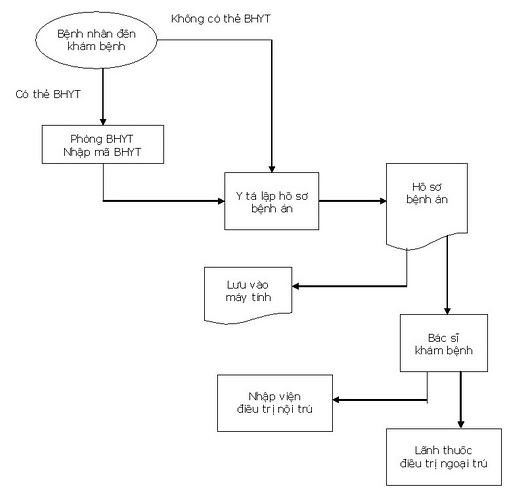 Không có thẻ BHYT
Bệnh nhân đến
khám bệnh
Có thẻ BHYT
Phòng BHYT
Nhập mã BHYT
Y tá lập hồ sơ
bệnh án
Hồ sơ
bệnh án
Lưu vào
máy tính
Bác sĩ
khám bệnh
Nhập viện
điều trị nội trú
Lãnh thuốc
điều trị ngoại trú